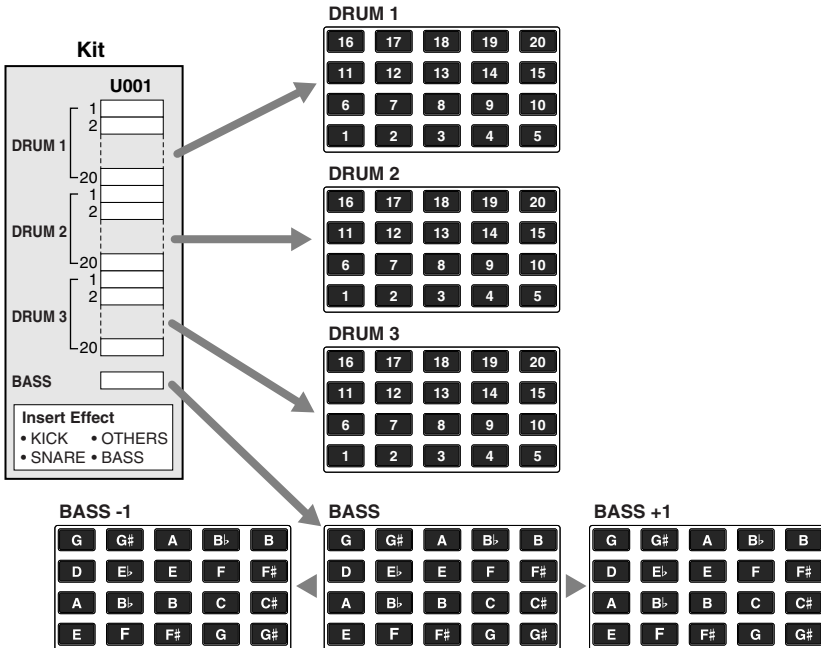 DRUM 1
16 17 18 19 20
11 12 13 14 15
6 7 8 9 10
1 2 3 4 5
Kit
U001
DRUM 1
1
2
20
DRUM 2
1
2
20
DRUM 3
1
2
20
BASS
Insert Effect
• KICK • OTHERS
• SNARE • BASS
DRUM 2
16 17 18 19 20
11 12 13 14 15
6 7 8 9 10
1 2 3 4 5
DRUM 3
16 17 18 19 20
11 12 13 14 15
6 7 8 9 10
1 2 3 4 5
BASS -1
G G# A B♭ B
D E♭ E F F#
A B♭ B C C#
E F F# G G#
BASS
G G# A B♭ B
D E♭ E F F#
A B♭ B C C#
E F F# G G#
BASS +1
G G# A B♭ B
D E♭ E F F#
A B♭ B C C#
E F F# G G#